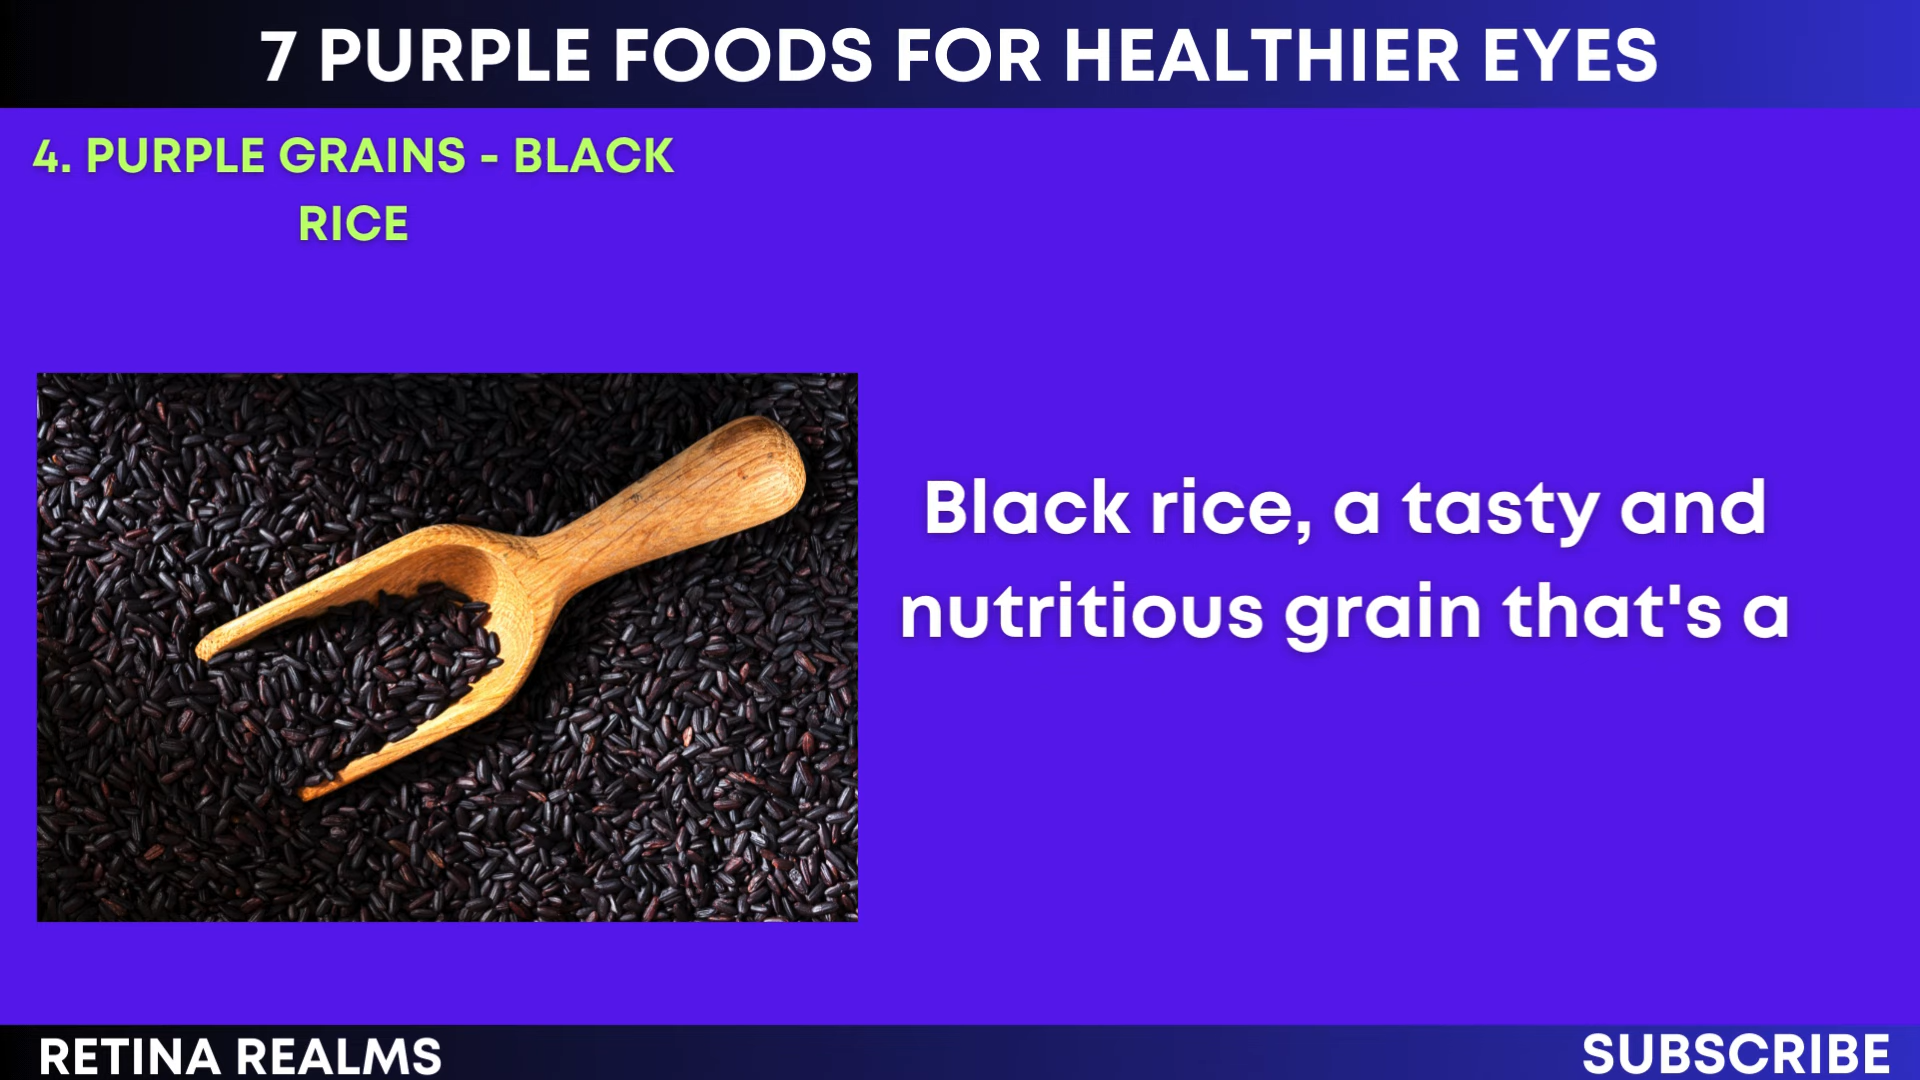 7 PURPLE FOODS FOR HEALTHIER EYES
4. PURPLE GRAINS - BLACK
RICE
Black rice, a tasty and
nutritious grain that's a
RETINA REALMS
SUBSCRIBE